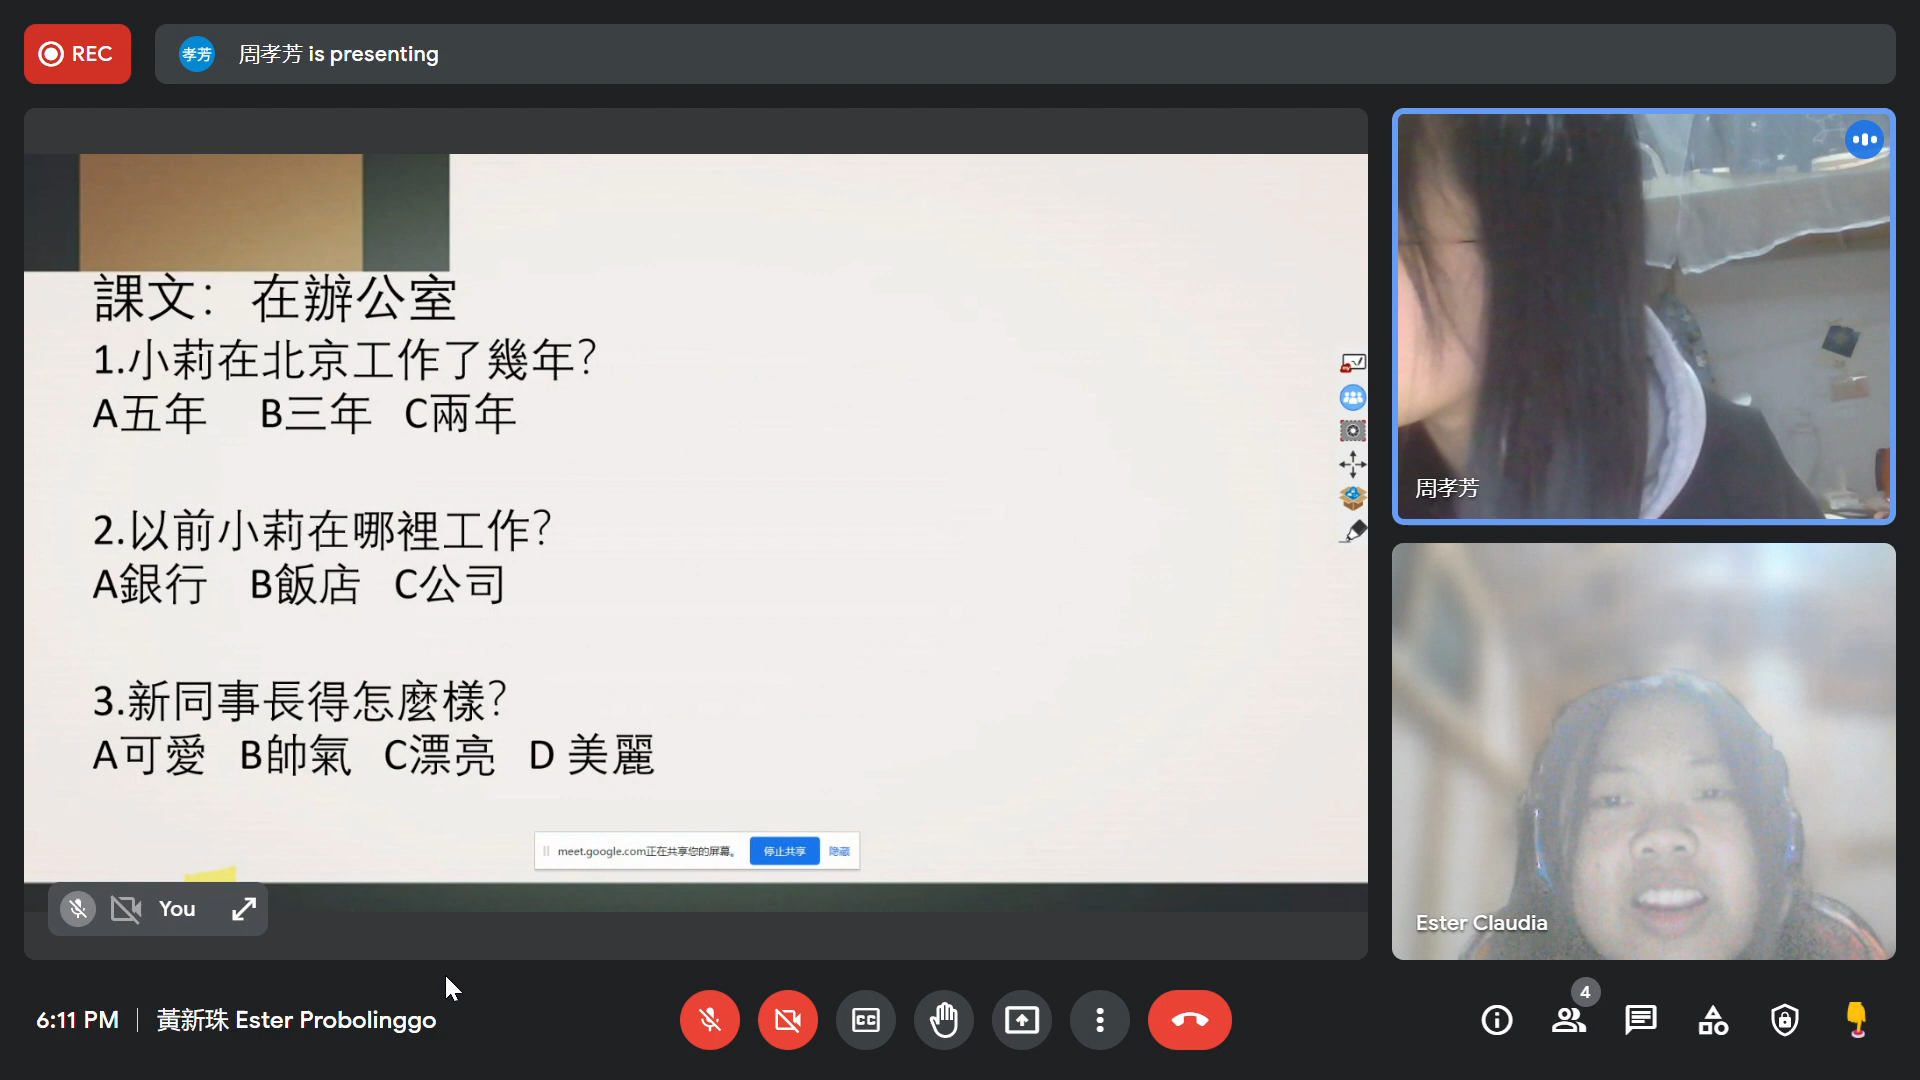 REC
孝芳
周孝芳 is presenting
課文：在辦公室
1.小莉在北京工作了幾年?
A五年 B三年 C兩年
2.以前小莉在哪裡工作?
A銀行 B飯店 C公司
3.新同事長得怎麼樣?
A可愛 B帥氣 C漂亮 D 美麗
meet.google.com正在共享您的屏幕。 停止共享 隐藏
You
周孝芳
Ester Claudia
6:11 PM
黃新珠 Ester Probolinggo
CC
4